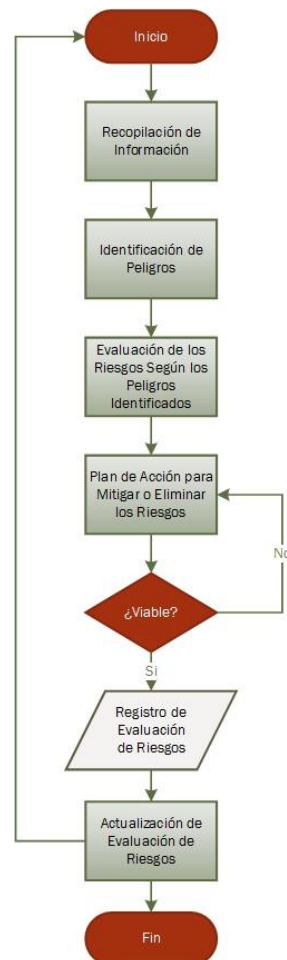 Inicio
Recopilación de
Información
Identificación de
Peligros
Evaluación de los
Riesgos Según los
Peligros
Identificados
Plan de Acción para
Mitigar o Eliminar
los Riesgos
¿Viable?
No
Si
Registro de
Evaluación
de Riesgos
Actualización de
Evaluación de
Riesgos
Fin